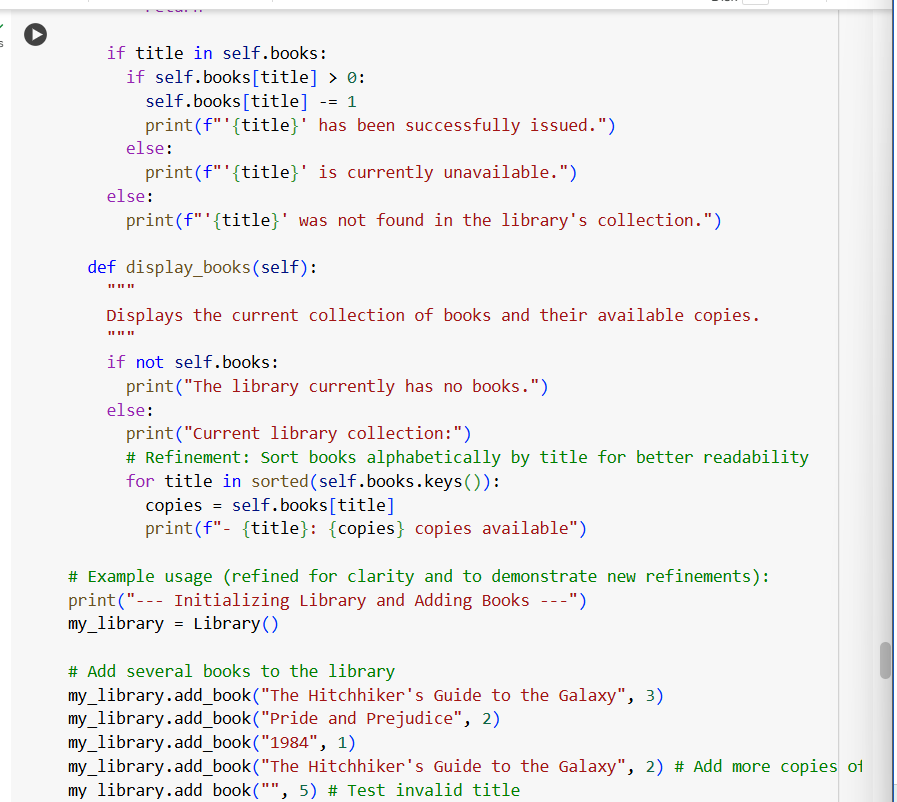 if title in self.books:
if self.books[title] > 0:
self.books[title] -= 1
print(f"'{title}' has been successfully issued.")
else:
print(f"'{title}' is currently unavailable.")
else:
print(f"'{title}' was not found in the library's collection.")
def display_books(self):
"""
Displays the current collection of books and their available copies.
"""
if not self.books:
print("The library currently has no books.")
else:
print("Current library collection:")
# Refinement: Sort books alphabetically by title for better readability
for title in sorted(self.books.keys()):
copies = self.books[title]
print(f"- {title}: {copies} copies available")
# Example usage (refined for clarity and to demonstrate new refinements):
print("--- Initializing Library and Adding Books ---")
my_library = Library()
# Add several books to the library
my_library.add_book("The Hitchhiker's Guide to the Galaxy", 3)
my_library.add_book("Pride and Prejudice", 2)
my_library.add_book("1984", 1)
my_library.add_book("The Hitchhiker's Guide to the Galaxy", 2) # Add more copies of
my_library.add_book("", 5) # Test invalid title